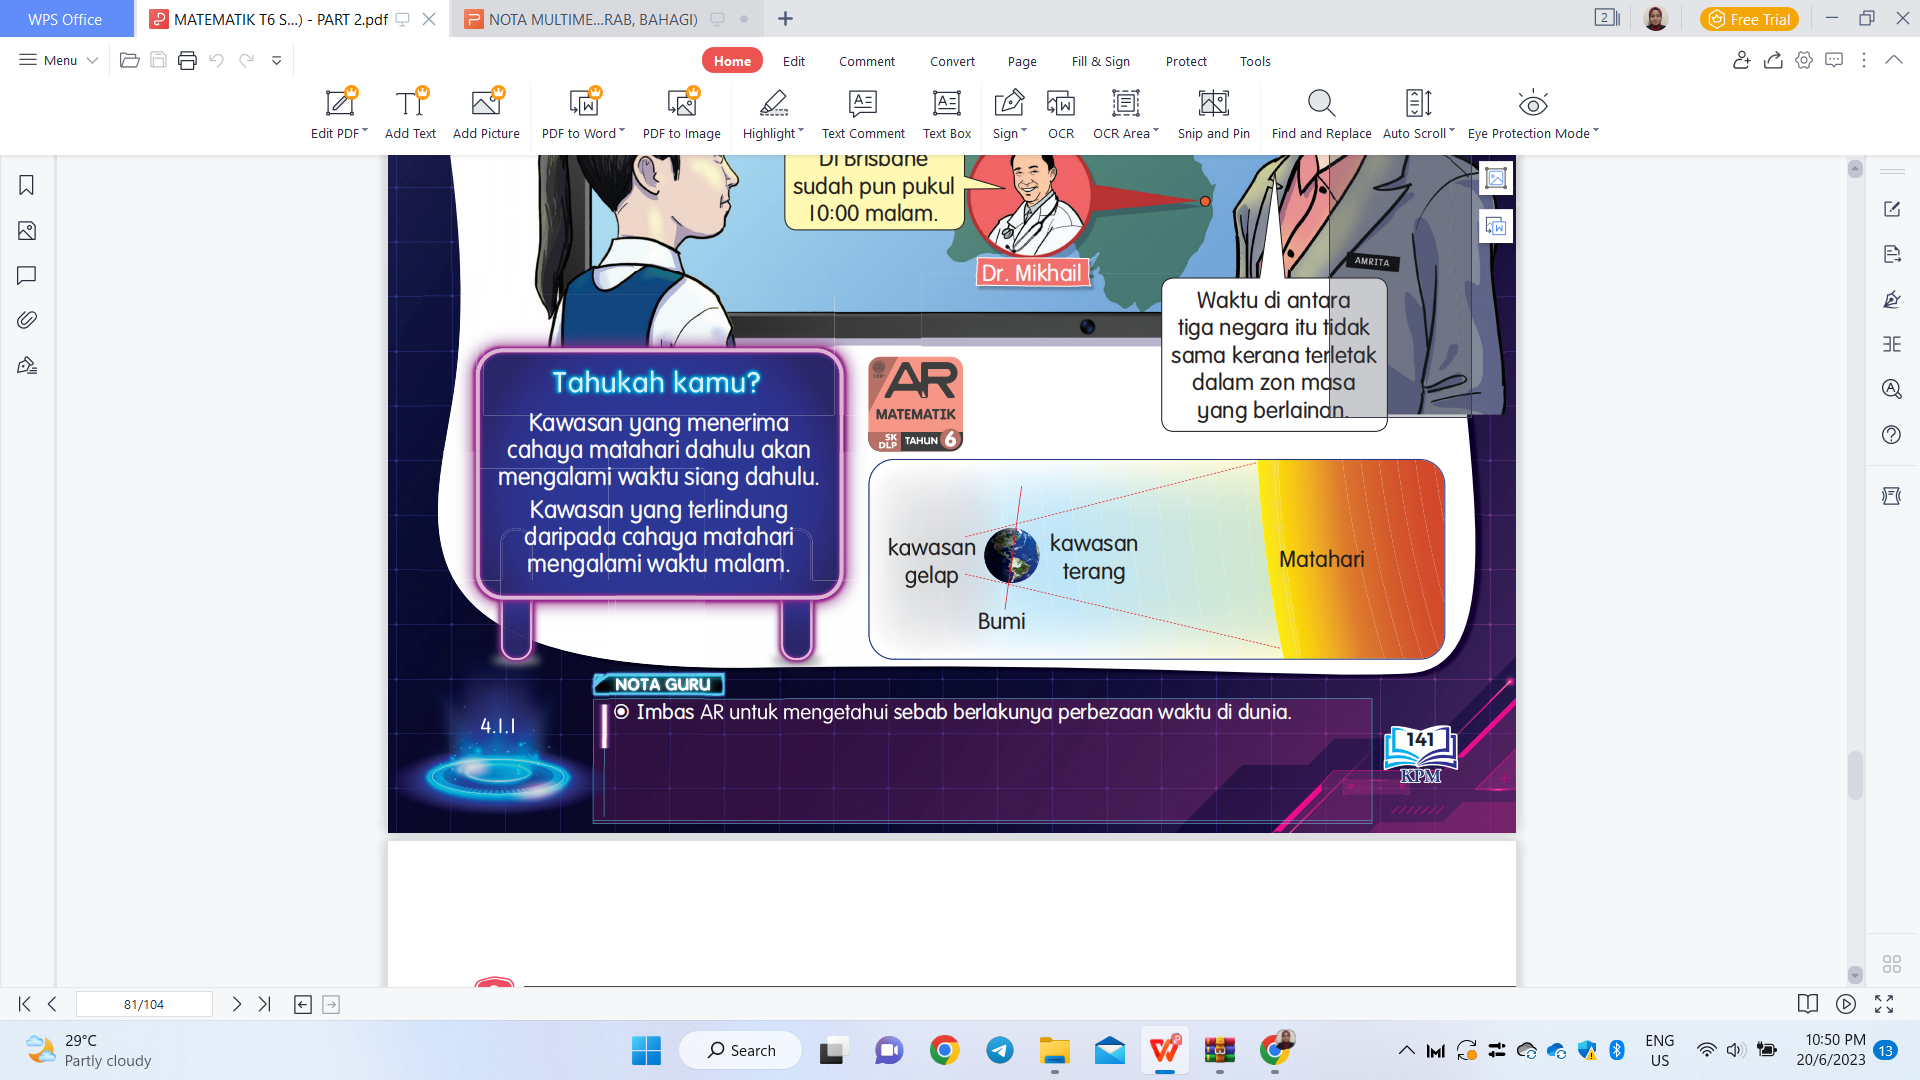 WPS Office
MATEMATIK T6 S...) - PART 2.pdf
NOTA MULTIME...RAB, BAHAGI)
2
Free Trial
Menu
Home
Edit
Comment
Convert
Page
Fill & Sign
Protect
Tools
Edit PDF
Add Text
Add Picture
PDF to Word
PDF to Image
Highlight
Text Comment
Text Box
Sign
OCR
OCR Area
Snip and Pin
Find and Replace
Auto Scroll
Eye Protection Mode
Di Brisbane
sudah pun pukul
10:00 malam.
Dr. Mikhail
AMRITA
Waktu di antara
tiga negara itu tidak
sama kerana terletak
dalam zon masa
yang berlainan.
Tahukah kamu?
Kawasan yang menerima
cahaya matahari dahulu akan
mengalami waktu siang dahulu.
Kawasan yang terlindung
daripada cahaya matahari
mengalami waktu malam.
AR
MATEMATIK
SK
DLP
TAHUN 6
kawasan
gelap
kawasan
terang
Matahari
Bumi
NOTA GURU
Imbas AR untuk mengetahui sebab berlakunya perbezaan waktu di dunia.
4.1.1
141
KPM
81/104
29°C
Partly cloudy
Search
ENG
US
10:50 PM
20/6/2023
13